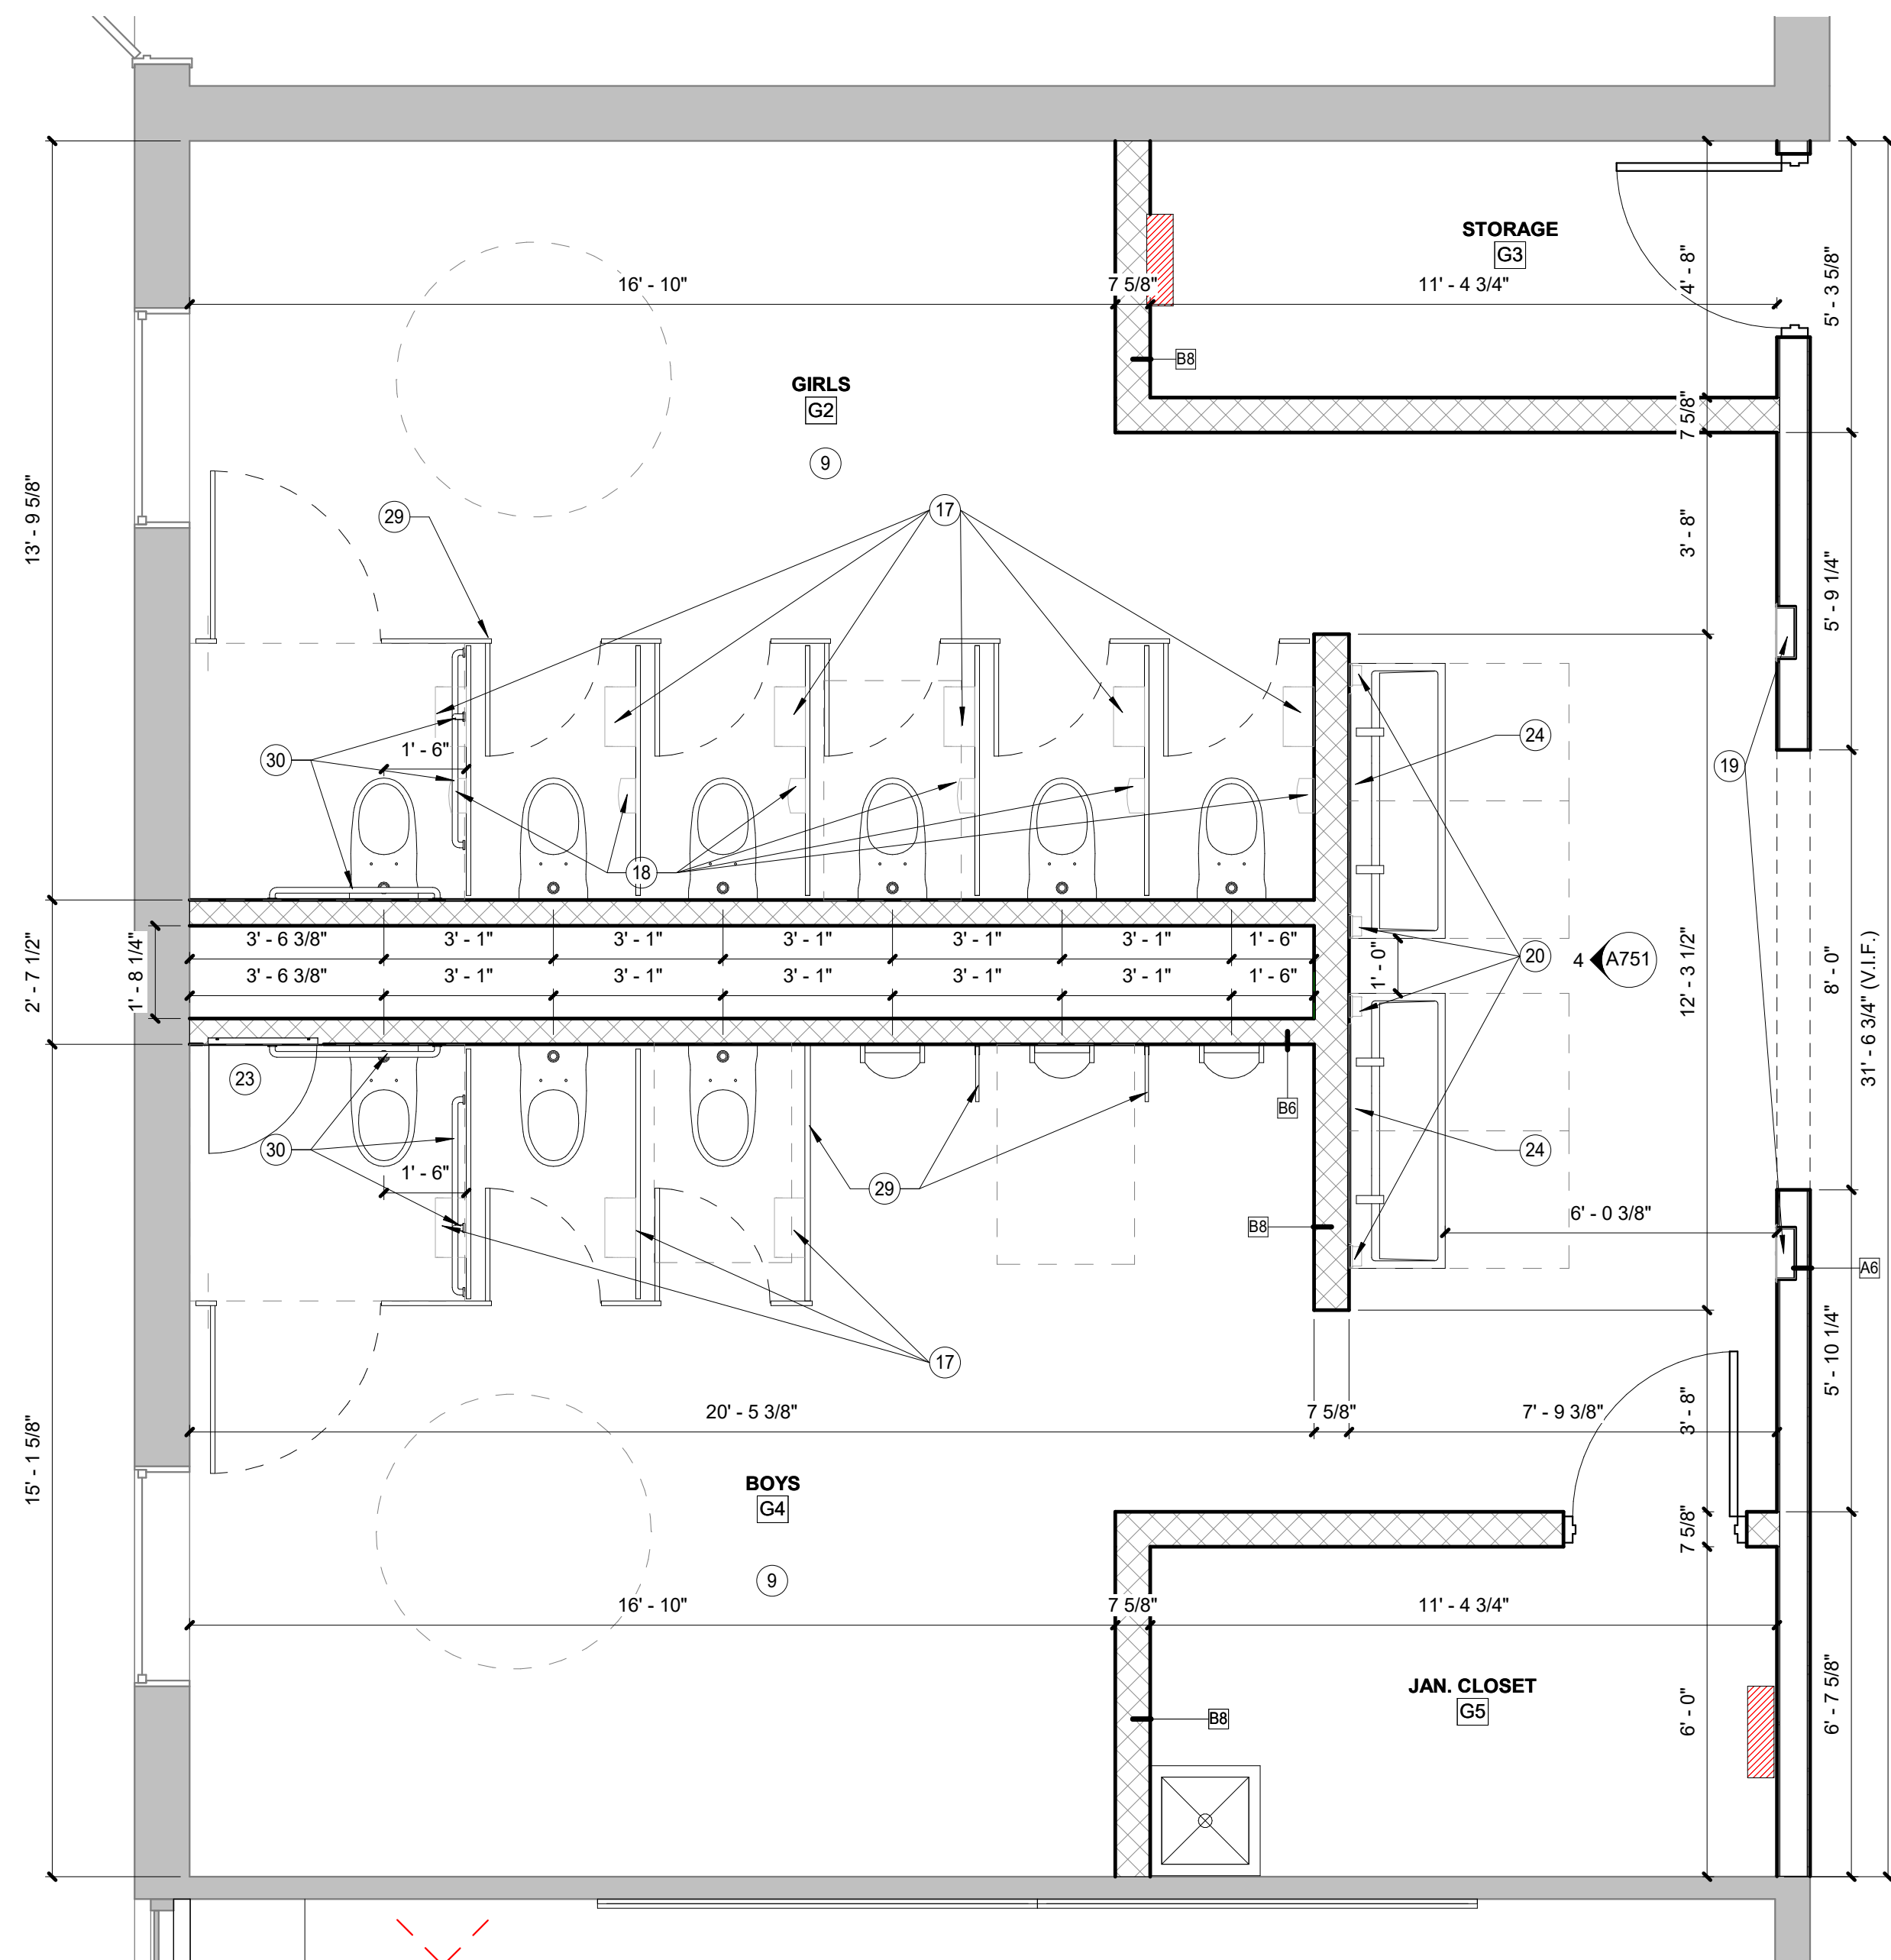 STORAGE
G3
4' - 8"
5' - 3 5/8"
16' - 10"
7 5/8"
11' - 4 3/4"
B8
GIRLS
G2
7 5/8"
9
29
17
13' - 9 5/8"
3' - 8"
5' - 9 1/4"
30
1' - 6"
24
19
18
3' - 6 3/8"
3' - 1"
3' - 1"
3' - 1"
3' - 1"
3' - 1"
1' - 6"
2' - 7 1/2"
1' - 8 1/4"
1' - 0"
20
4
A751
12' - 3 1/2"
8' - 0"
31' - 6 3/4" (V.I.F.)
3' - 6 3/8"
3' - 1"
3' - 1"
3' - 1"
3' - 1"
3' - 1"
1' - 6"
23
B6
30
1' - 6"
24
29
B8
6' - 0 3/8"
A6
17
5' - 10 1/4"
20' - 5 3/8"
7 5/8"
7' - 9 3/8"
3' - 8"
15' - 1 5/8"
BOYS
G4
7 5/8"
9
16' - 10"
7 5/8"
11' - 4 3/4"
JAN. CLOSET
G5
B8
6' - 0"
6' - 7 5/8"